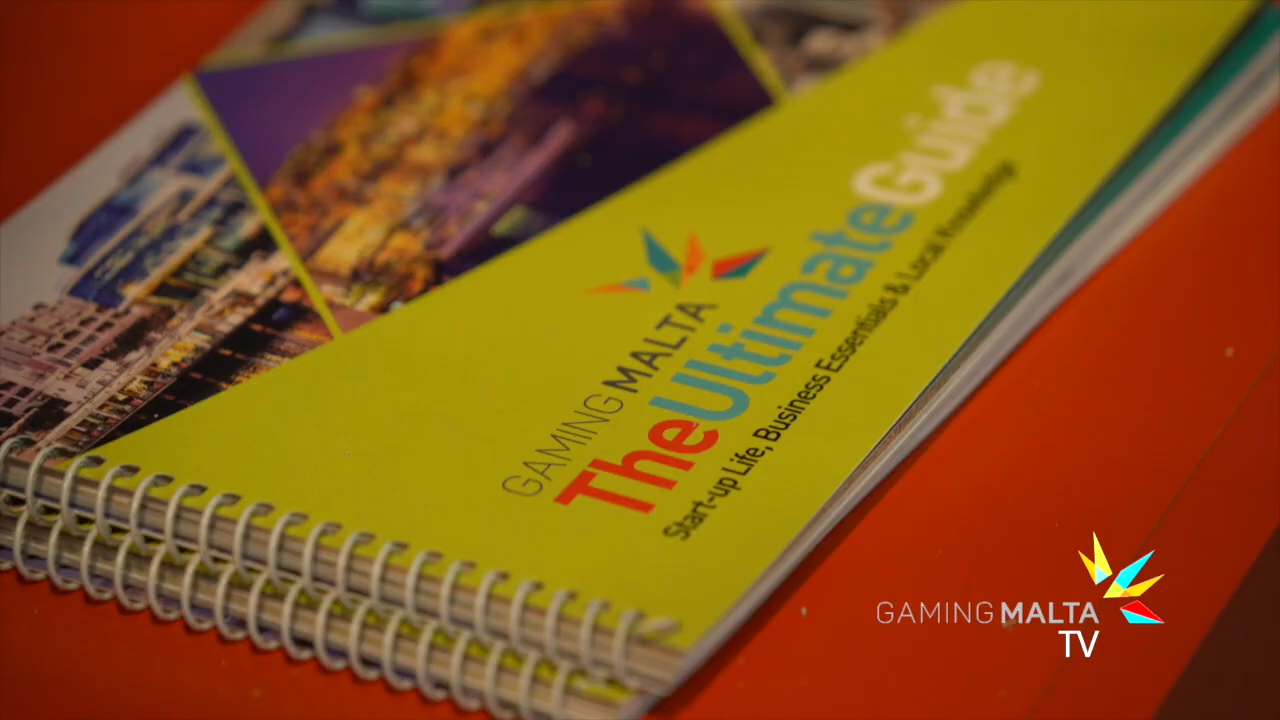 GAMING MALTA
The Ultimate Guide
Start-up Life, Business Essentials & Local Knowledge
GAMING MALTA
TV